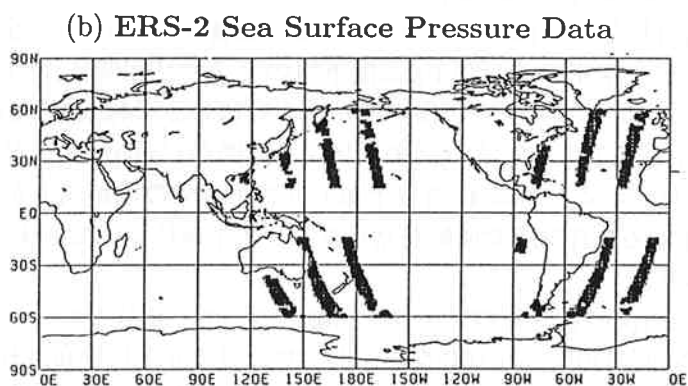 (b) ERS-2 Sea Surface Pressure Data
90N
60N
30N
EQ
30S
60S
90S
0E 30E 60E 90E 120E 150E 180E 150W 120W 90W 60W 30W 0E